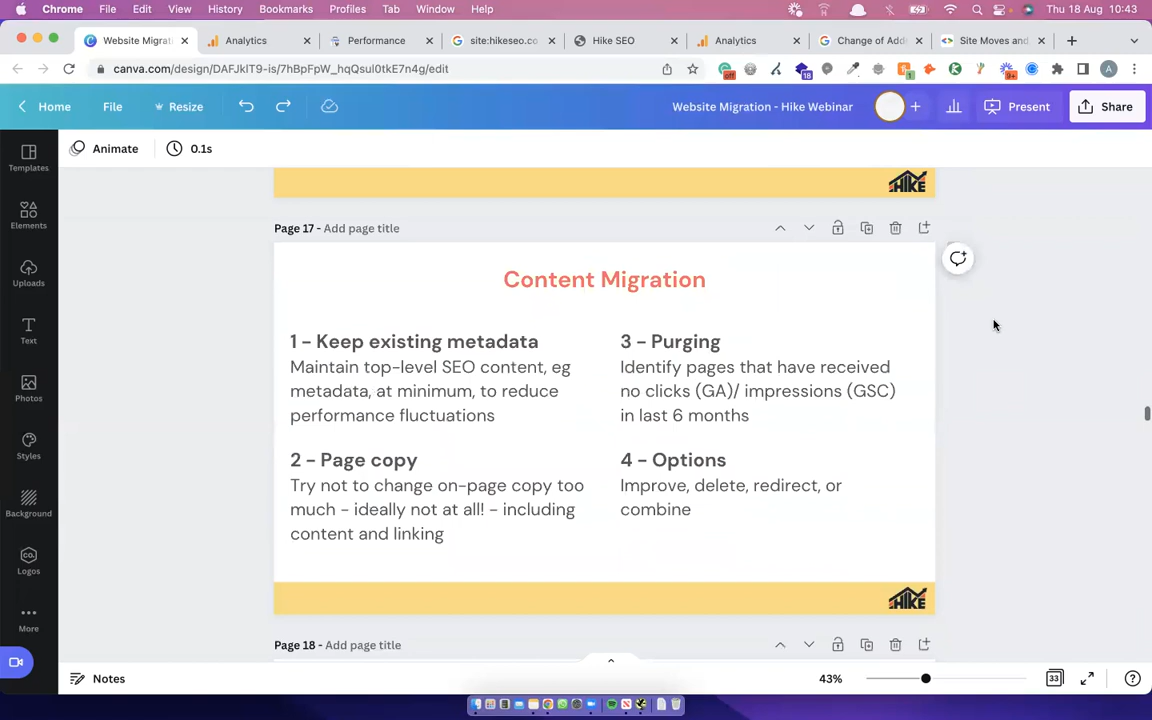 Chrome File Edit View History Bookmarks Profiles Tab Window Help Thu 18 Aug 10:43
Website Migrat Analytics Performance site:hikeseo.co Hike SEO Analytics Change of Add Site Moves and
canva.com/design/DAFJklT9-is/7hBpFpW_hqQsul0tkE7n4g/edit off 18 1 9+ A
Home File Resize Website Migration - Hike Webinar + Present Share
Animate 0.1s
Templates
Elements
Uploads
Text
Photos
Styles
Background
CO.
Logos
More
HIKE
Page 17 - Add page title
Content Migration
1 - Keep existing metadata
Maintain top-level SEO content, eg
metadata, at minimum, to reduce
performance fluctuations
2 - Page copy
Try not to change on-page copy too
much - ideally not at all! - including
content and linking
3 - Purging
Identify pages that have received
no clicks (GA)/ impressions (GSC)
in last 6 months
4 - Options
Improve, delete, redirect, or
combine
HIKE
Page 18 - Add page title
Notes 43% 33